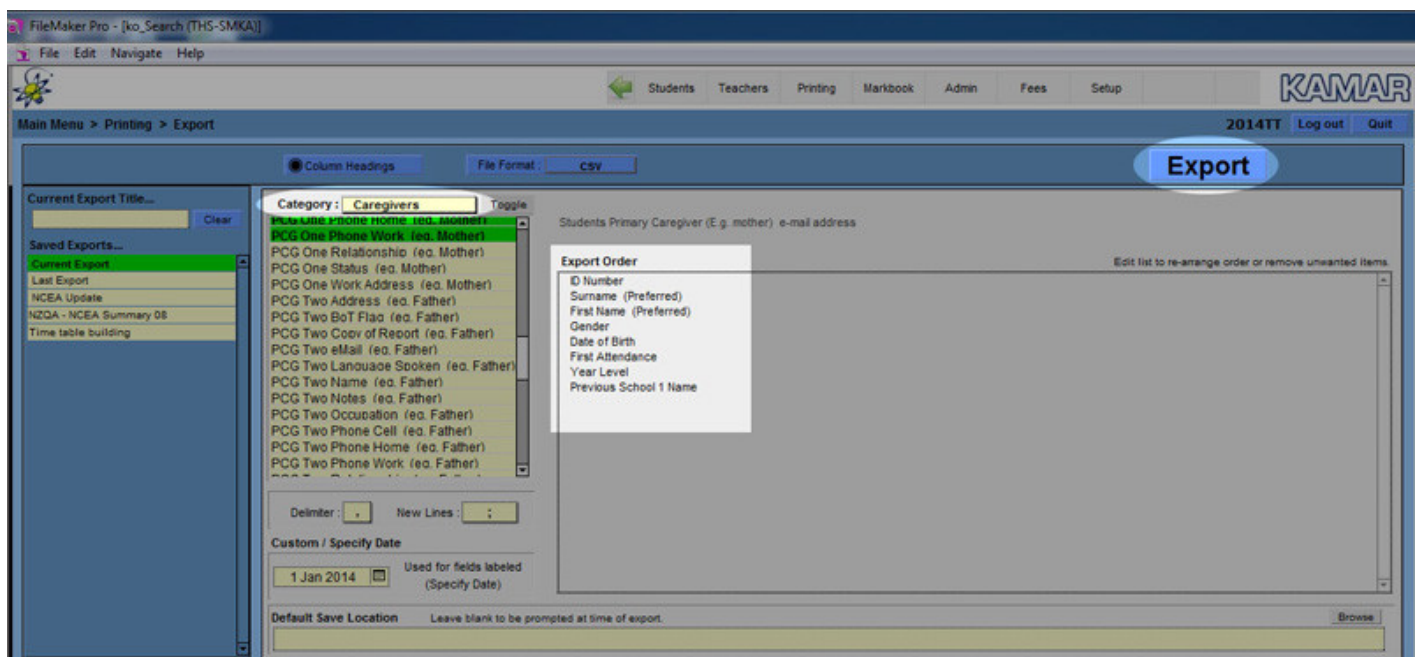 FileMaker Pro - [ko_Search (THS-SMKA)]
File Edit Navigate Help
Students Teachers Printing Markbook Admin Fees Setup KAMAR
Main Menu > Printing > Export 2014TT Log out Quit
Column Headings File Format : CSV Export
Current Export Title...
Clear
Saved Exports...
Current Export
Last Export
NCEA Update
NZQA - NCEA Summary 08
Time table building
Category : Caregivers Toggle
PCG One Phone Home (eg. Mother)
PCG One Phone Work (eg. Mother)
PCG One Relationship (eg. Mother)
PCG One Status (eg. Mother)
PCG One Work Address (eg. Mother)
PCG Two Address (eg. Father)
PCG Two BoT Flag (eg. Father)
PCG Two Copy of Report (eg. Father)
PCG Two eMail (eg. Father)
PCG Two Language Spoken (eg. Father)
PCG Two Name (eg. Father)
PCG Two Notes (eg. Father)
PCG Two Occupation (eg. Father)
PCG Two Phone Cell (eg. Father)
PCG Two Phone Home (eg. Father)
PCG Two Phone Work (eg. Father)
Delimter : , New Lines : ;
Custom / Specify Date
1 Jan 2014 Used for fields labeled
(Specify Date)
Students Primary Caregiver (E.g. mother) e-mail address
Export Order Edit list to re-arrange order or remove unwanted items.
ID Number
Surname (Preferred)
First Name (Preferred)
Gender
Date of Birth
First Attendance
Year Level
Previous School 1 Name
Default Save Location Leave blank to be prompted at time of export. Browse